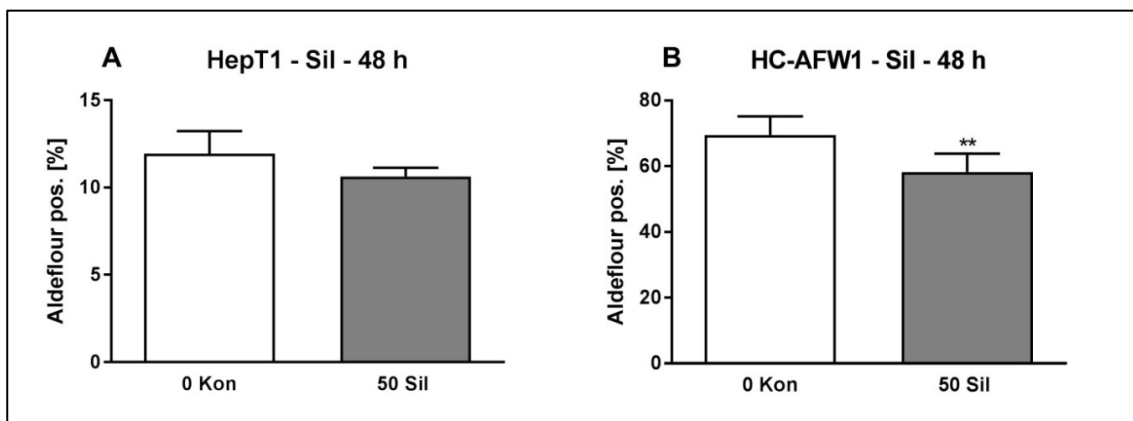 A
HepT1 - Sil - 48 h
Aldeflour pos. [%]
15
10
5
0
0 Kon
50 Sil
B
HC-AFW1 - Sil - 48 h
Aldeflour pos. [%]
80
60
40
20
0
**
0 Kon
50 Sil